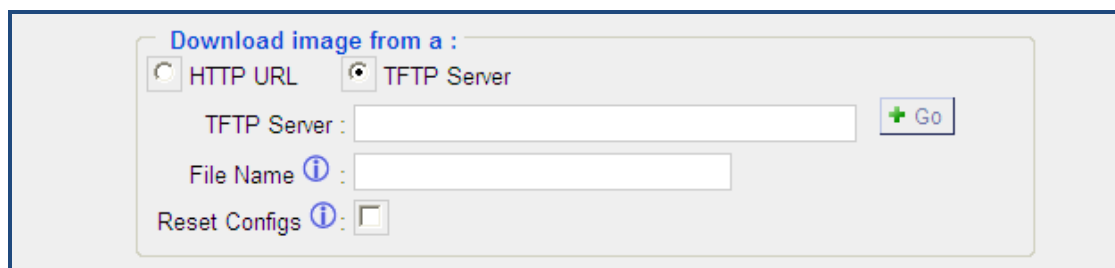 Download image from a :
HTTP URL TFTP Server
TFTP Server : Go
File Name :
Reset Configs :